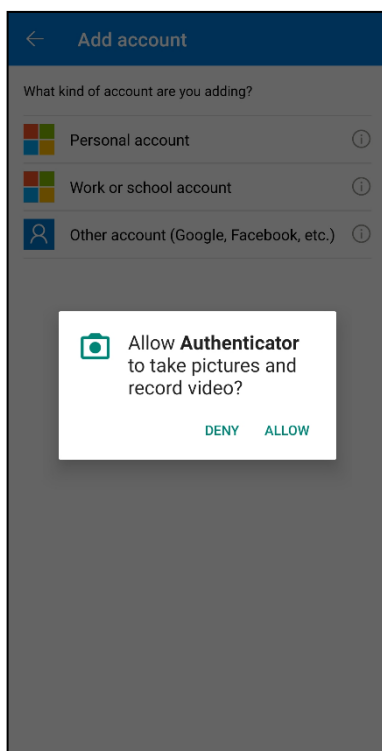 Add account
What kind of account are you adding?
Personal account
Work or school account
Other account (Google, Facebook, etc.)
Allow Authenticator
to take pictures and
record video?
DENY ALLOW